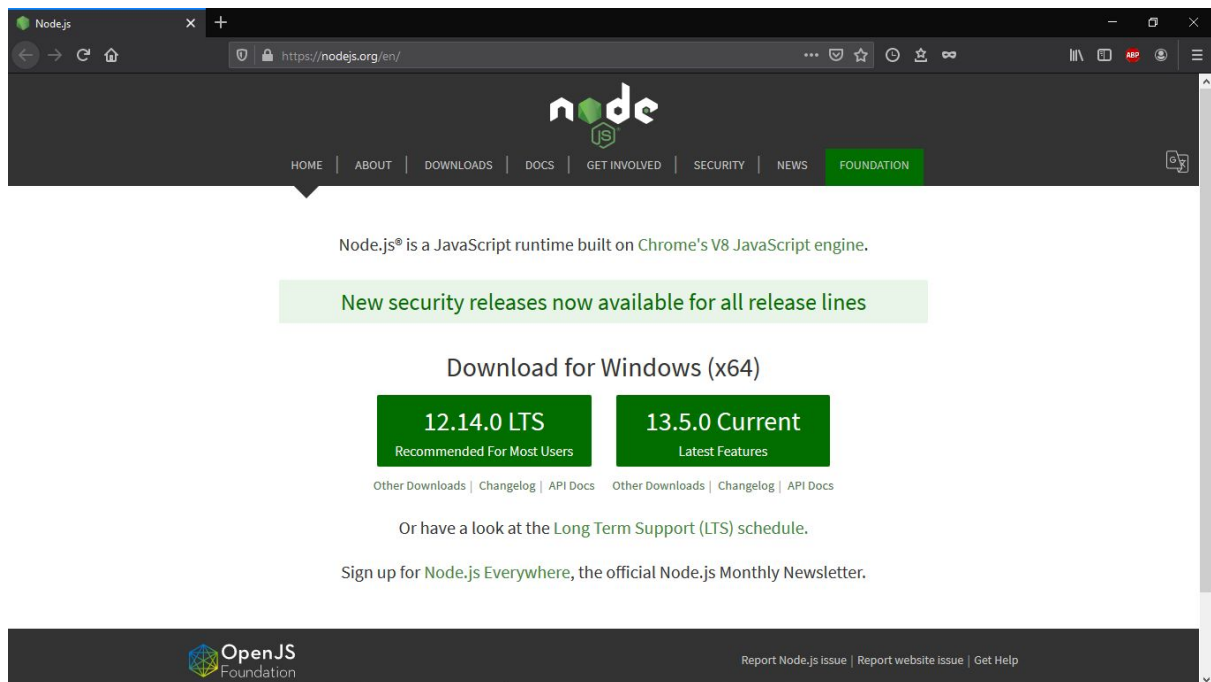 Node.js
https://nodejs.org/en/
ABP
node
JS
HOME | ABOUT | DOWNLOADS | DOCS | GET INVOLVED | SECURITY | NEWS FOUNDATION
Node.js® is a JavaScript runtime built on Chrome's V8 JavaScript engine.
New security releases now available for all release lines
Download for Windows (x64)
12.14.0 LTS
Recommended For Most Users
13.5.0 Current
Latest Features
Other Downloads | Changelog | API Docs
Other Downloads | Changelog | API Docs
Or have a look at the Long Term Support (LTS) schedule.
Sign up for Node.js Everywhere, the official Node.js Monthly Newsletter.
OpenJS
Foundation
Report Node.js issue | Report website issue | Get Help